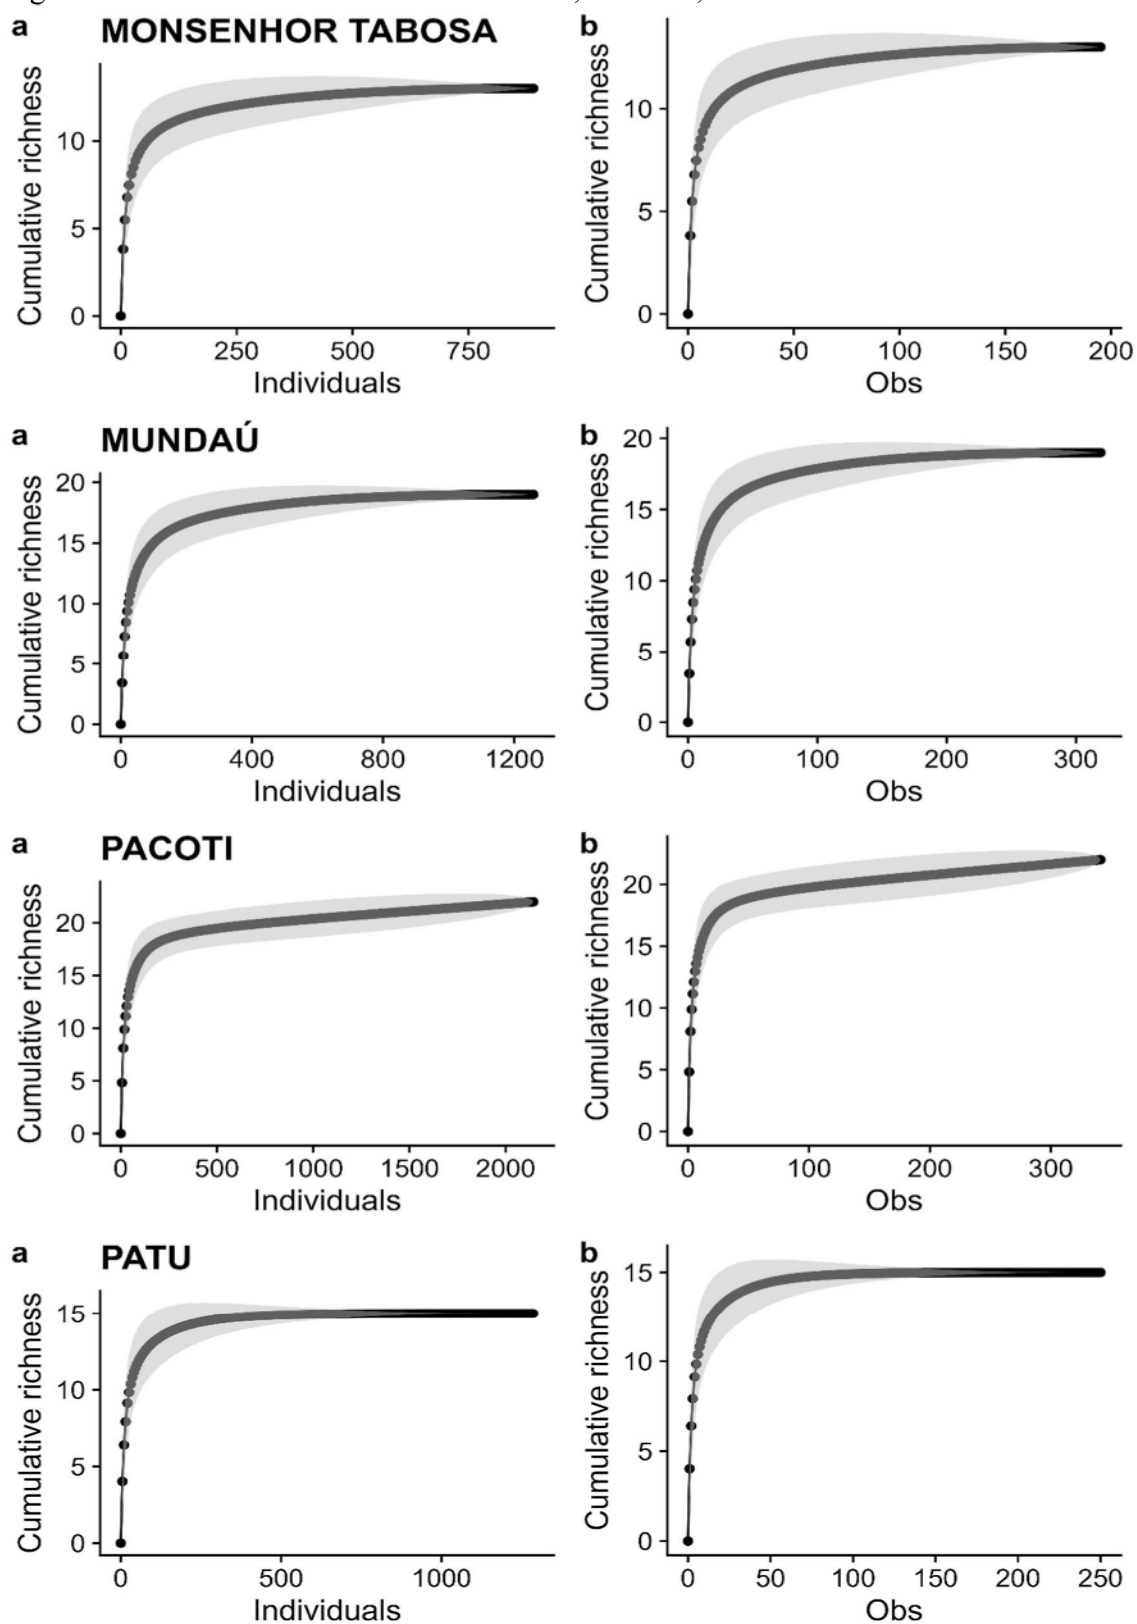 a MONSENHOR TABOSA
Cumulative richness
10
5
0
0 250 500 750
Individuals
b
Cumulative richness
10
5
0
0 50 100 150 200
Obs
a MUNDAÚ
Cumulative richness
20
15
10
5
0
0 400 800 1200
Individuals
b
Cumulative richness
20
15
10
5
0
0 100 200 300
Obs
a PACOTI
Cumulative richness
20
15
10
5
0
0 500 1000 1500 2000
Individuals
b
Cumulative richness
20
15
10
5
0
0 100 200 300
Obs
a PATU
Cumulative richness
15
10
5
0
0 500 1000
Individuals
b
Cumulative richness
15
10
5
0
0 50 100 150 200 250
Obs